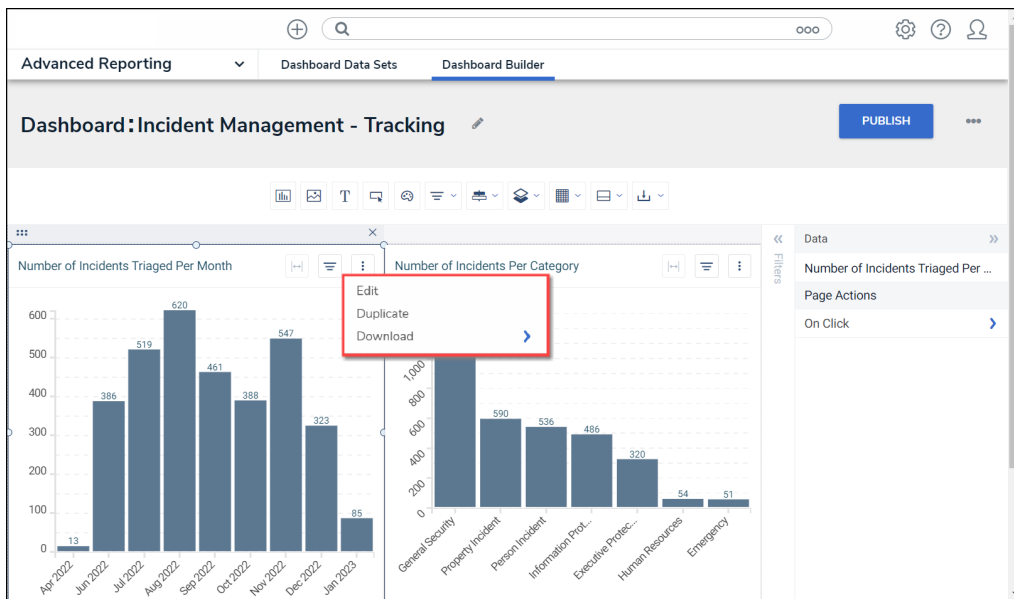 Advanced Reporting
Dashboard Data Sets
Dashboard Builder
Dashboard: Incident Management - Tracking
PUBLISH
T
Number of Incidents Triaged Per Month
Number of Incidents Per Category
Edit
Duplicate
Download
600
500
400
300
200
100
0
13
386
519
620
461
388
547
323
85
Apr 2022
Jun 2022
Jul 2022
Aug 2022
Sep 2022
Oct 2022
Nov 2022
Dec 2022
Jan 2023
1,000
800
600
400
200
0
590
536
486
320
54
51
General Security
Property Incident
Person Incident
Information Prot...
Executive Protec...
Human Resources
Emergency
Filters
Data
Number of Incidents Triaged Per ...
Page Actions
On Click